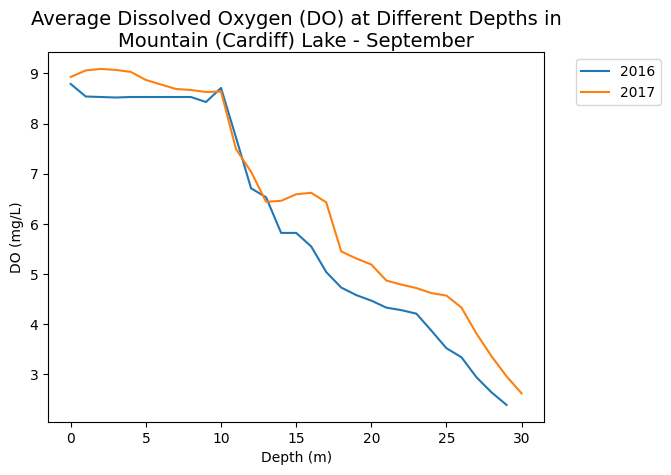 Average Dissolved Oxygen (DO) at Different Depths in
Mountain (Cardiff) Lake - September
2016
2017
9
8
7
6
5
4
3
DO (mg/L)
0 5 10 15 20 25 30
Depth (m)